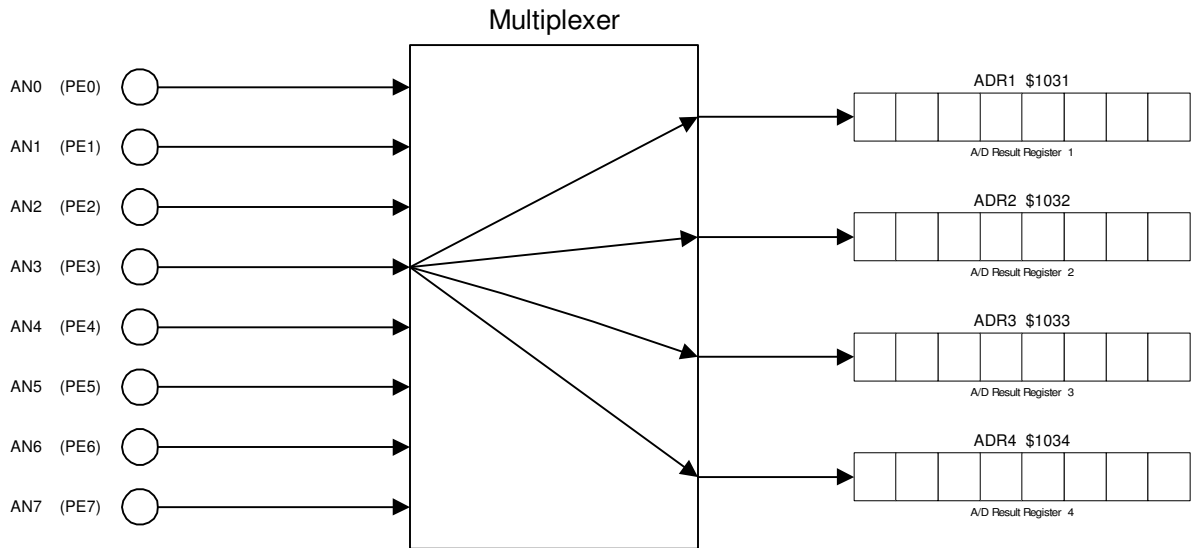 Multiplexer
AN0 (PE0)
AN1 (PE1)
AN2 (PE2)
AN3 (PE3)
AN4 (PE4)
AN5 (PE5)
AN6 (PE6)
AN7 (PE7)
ADR1 $1031
A/D Result Register 1
ADR2 $1032
A/D Result Register 2
ADR3 $1033
A/D Result Register 3
ADR4 $1034
A/D Result Register 4